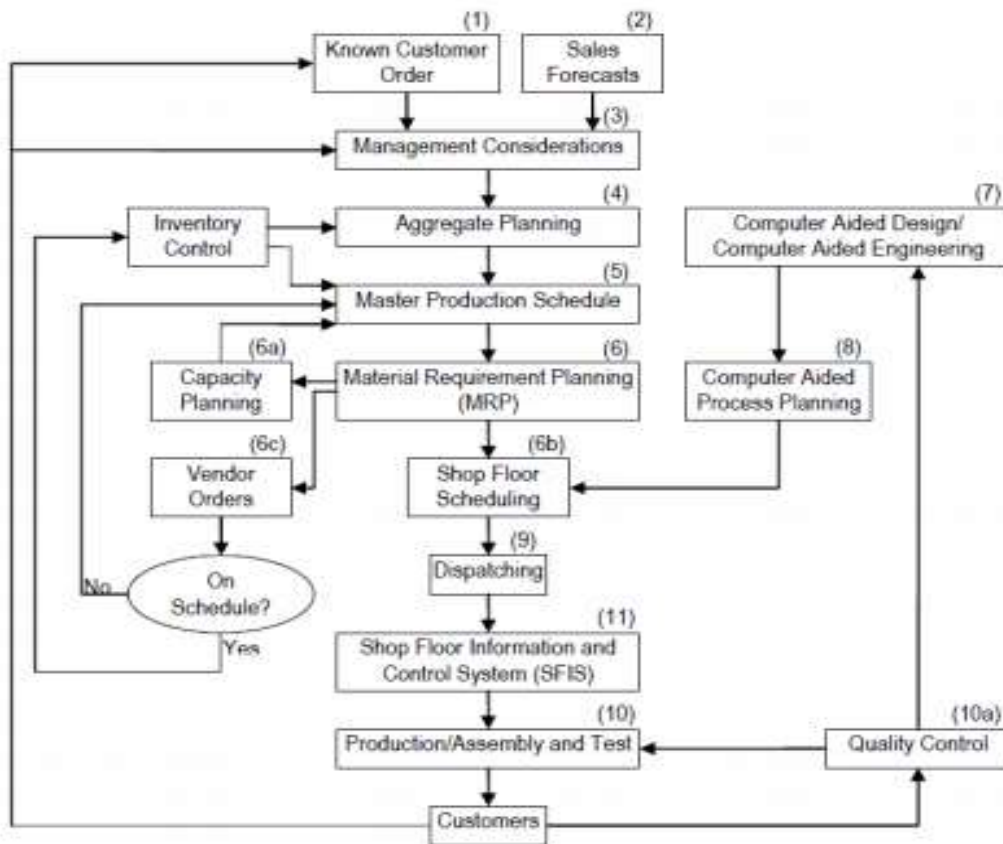 (1)
Known Customer
Order
(2)
Sales
Forecasts
(3)
Management Considerations
(4)
Aggregate Planning
Inventory
Control
(7)
Computer Aided Design/
Computer Aided Engineering
(5)
Master Production Schedule
(6a)
Capacity
Planning
(6)
Material Requirement Planning
(MRP)
(8)
Computer Aided
Process Planning
(6c)
Vendor
Orders
(6b)
Shop Floor
Scheduling
(9)
Dispatching
No
On
Schedule?
Yes
(11)
Shop Floor Information and
Control System (SFIS)
(10)
Production/Assembly and Test
(10a)
Quality Control
Customers